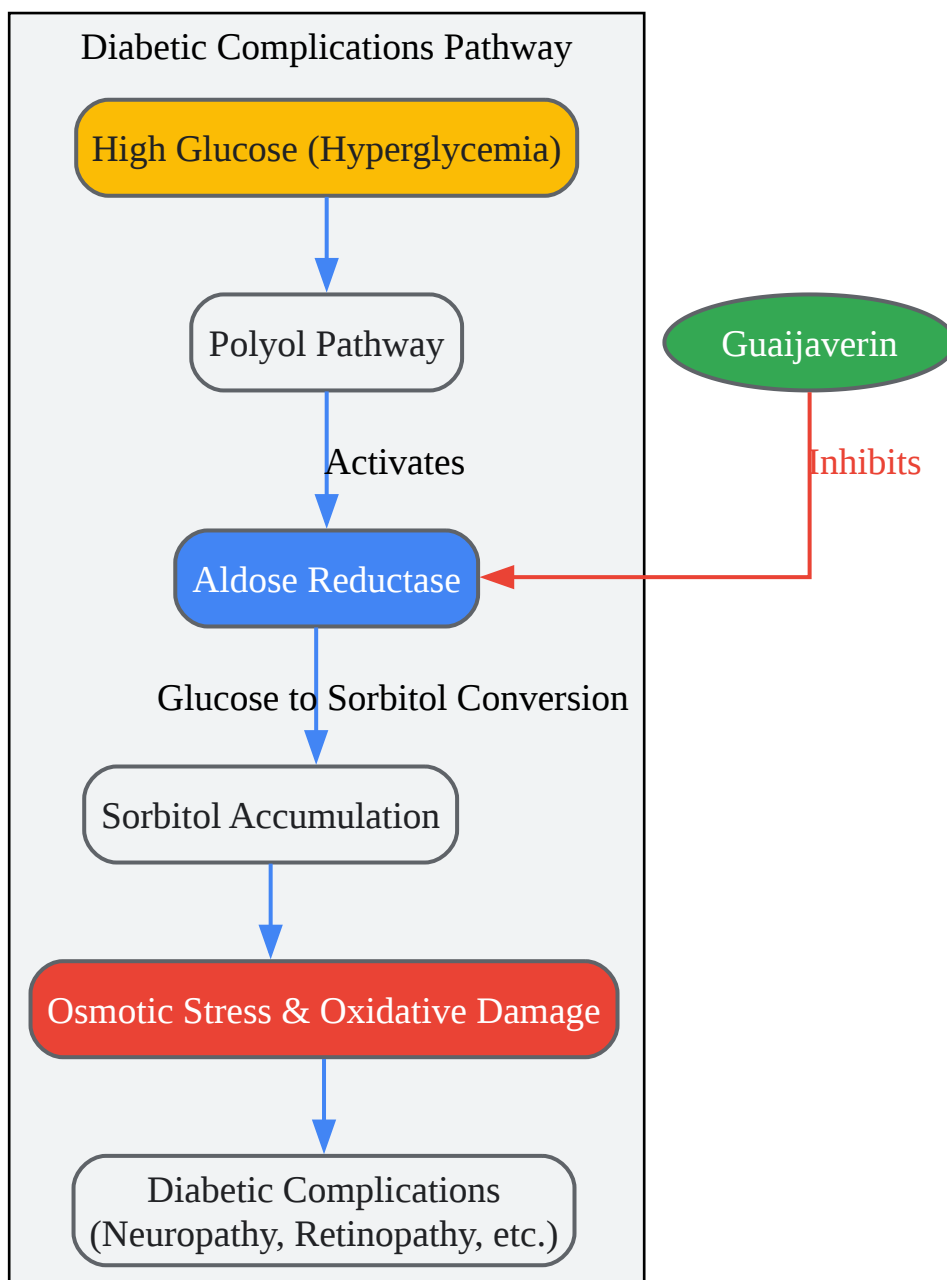 Diabetic Complications Pathway
High Glucose (Hyperglycemia)
Polyol Pathway
Guaijaverin
Activates
Inhibits
Aldose Reductase
Glucose to Sorbitol Conversion
Sorbitol Accumulation
Osmotic Stress & Oxidative Damage
Diabetic Complications
(Neuropathy, Retinopathy, etc.)